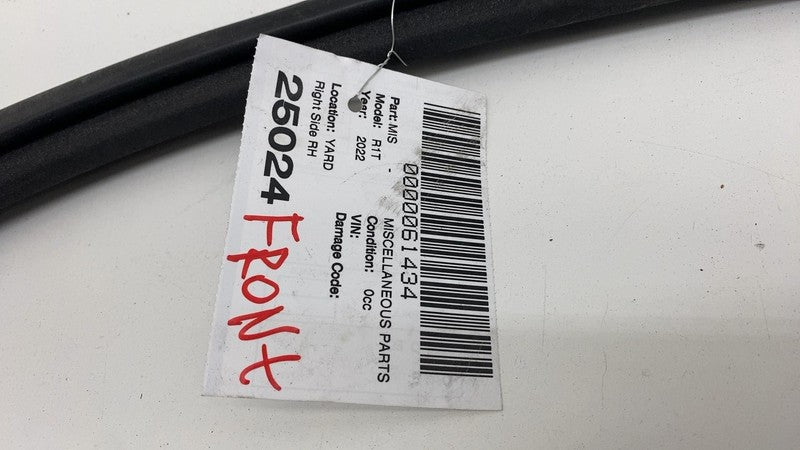 0000061434
Part: MIS - MISCELLANEOUS PARTS
Model: R1T Condition: 0cc
Year: 2022 VIN:
Damage Code:
Location: YARD
Right Side RH
25024
FRONT